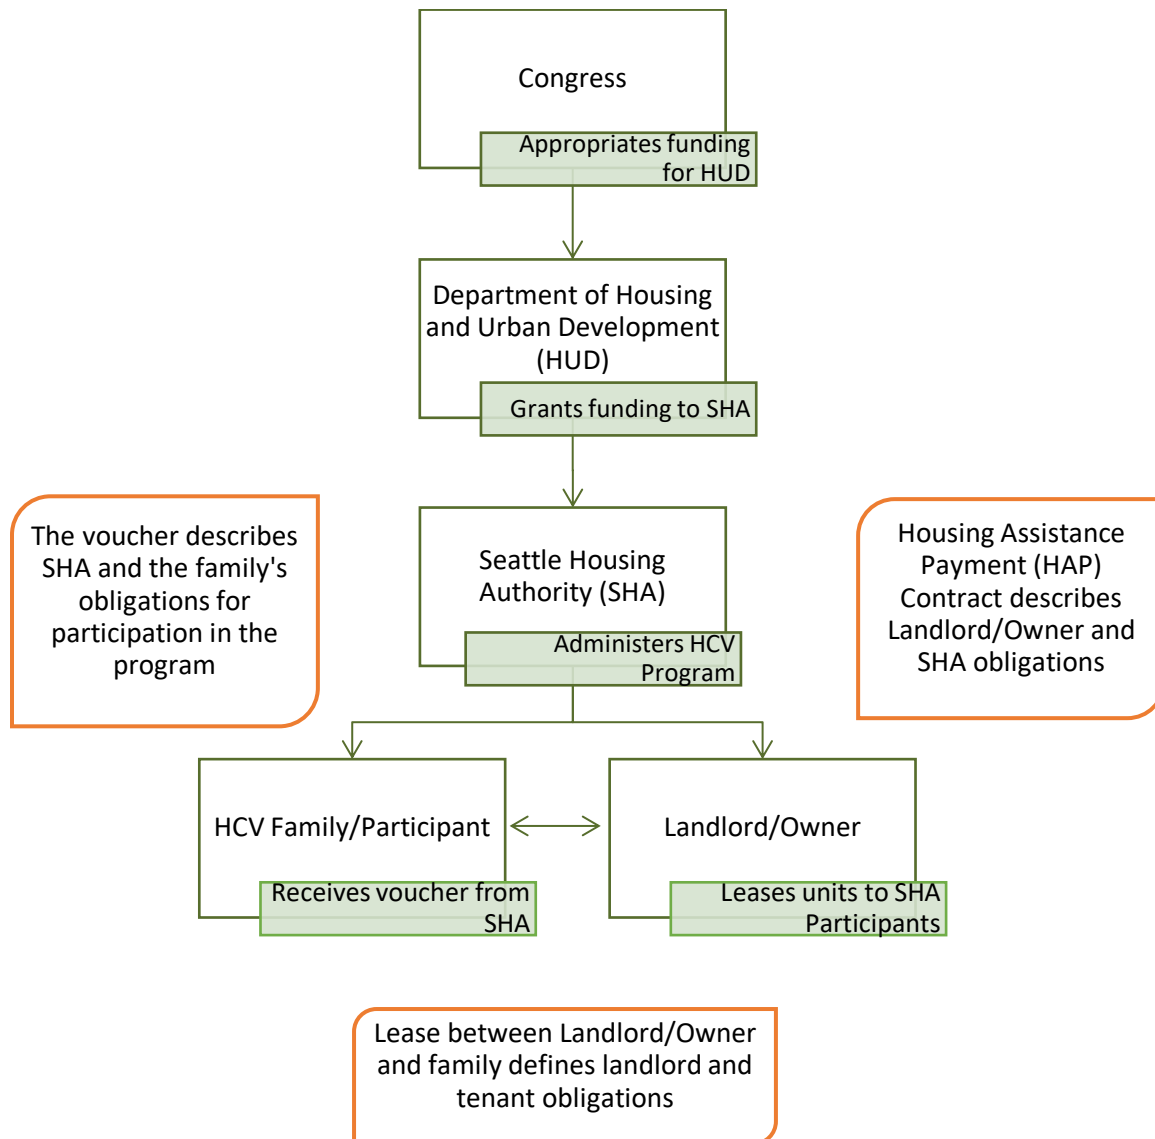 Congress
Appropriates funding
for HUD
Department of Housing
and Urban Development
(HUD)
Grants funding to SHA
The voucher describes
SHA and the family's
obligations for
participation in the
program
Seattle Housing
Authority (SHA)
Administers HCV
Program
Housing Assistance
Payment (HAP)
Contract describes
Landlord/Owner and
SHA obligations
HCV Family/Participant
Receives voucher from
SHA
Landlord/Owner
Leases units to SHA
Participants
Lease between Landlord/Owner
and family defines landlord and
tenant obligations